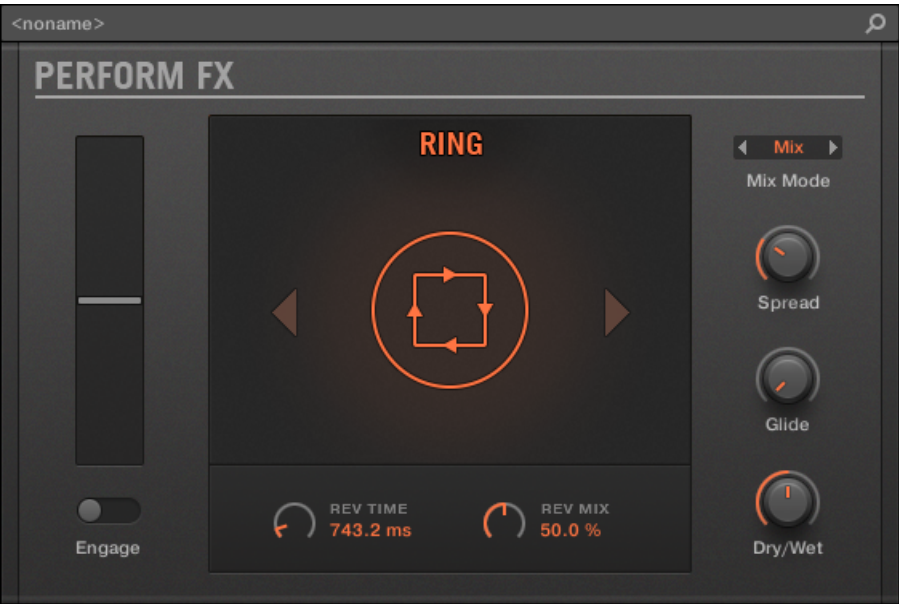 <noname>
PERFORM FX
RING
Mix
Mix Mode
Spread
Glide
Dry/Wet
REV TIME
743.2 ms
REV MIX
50.0 %
Engage